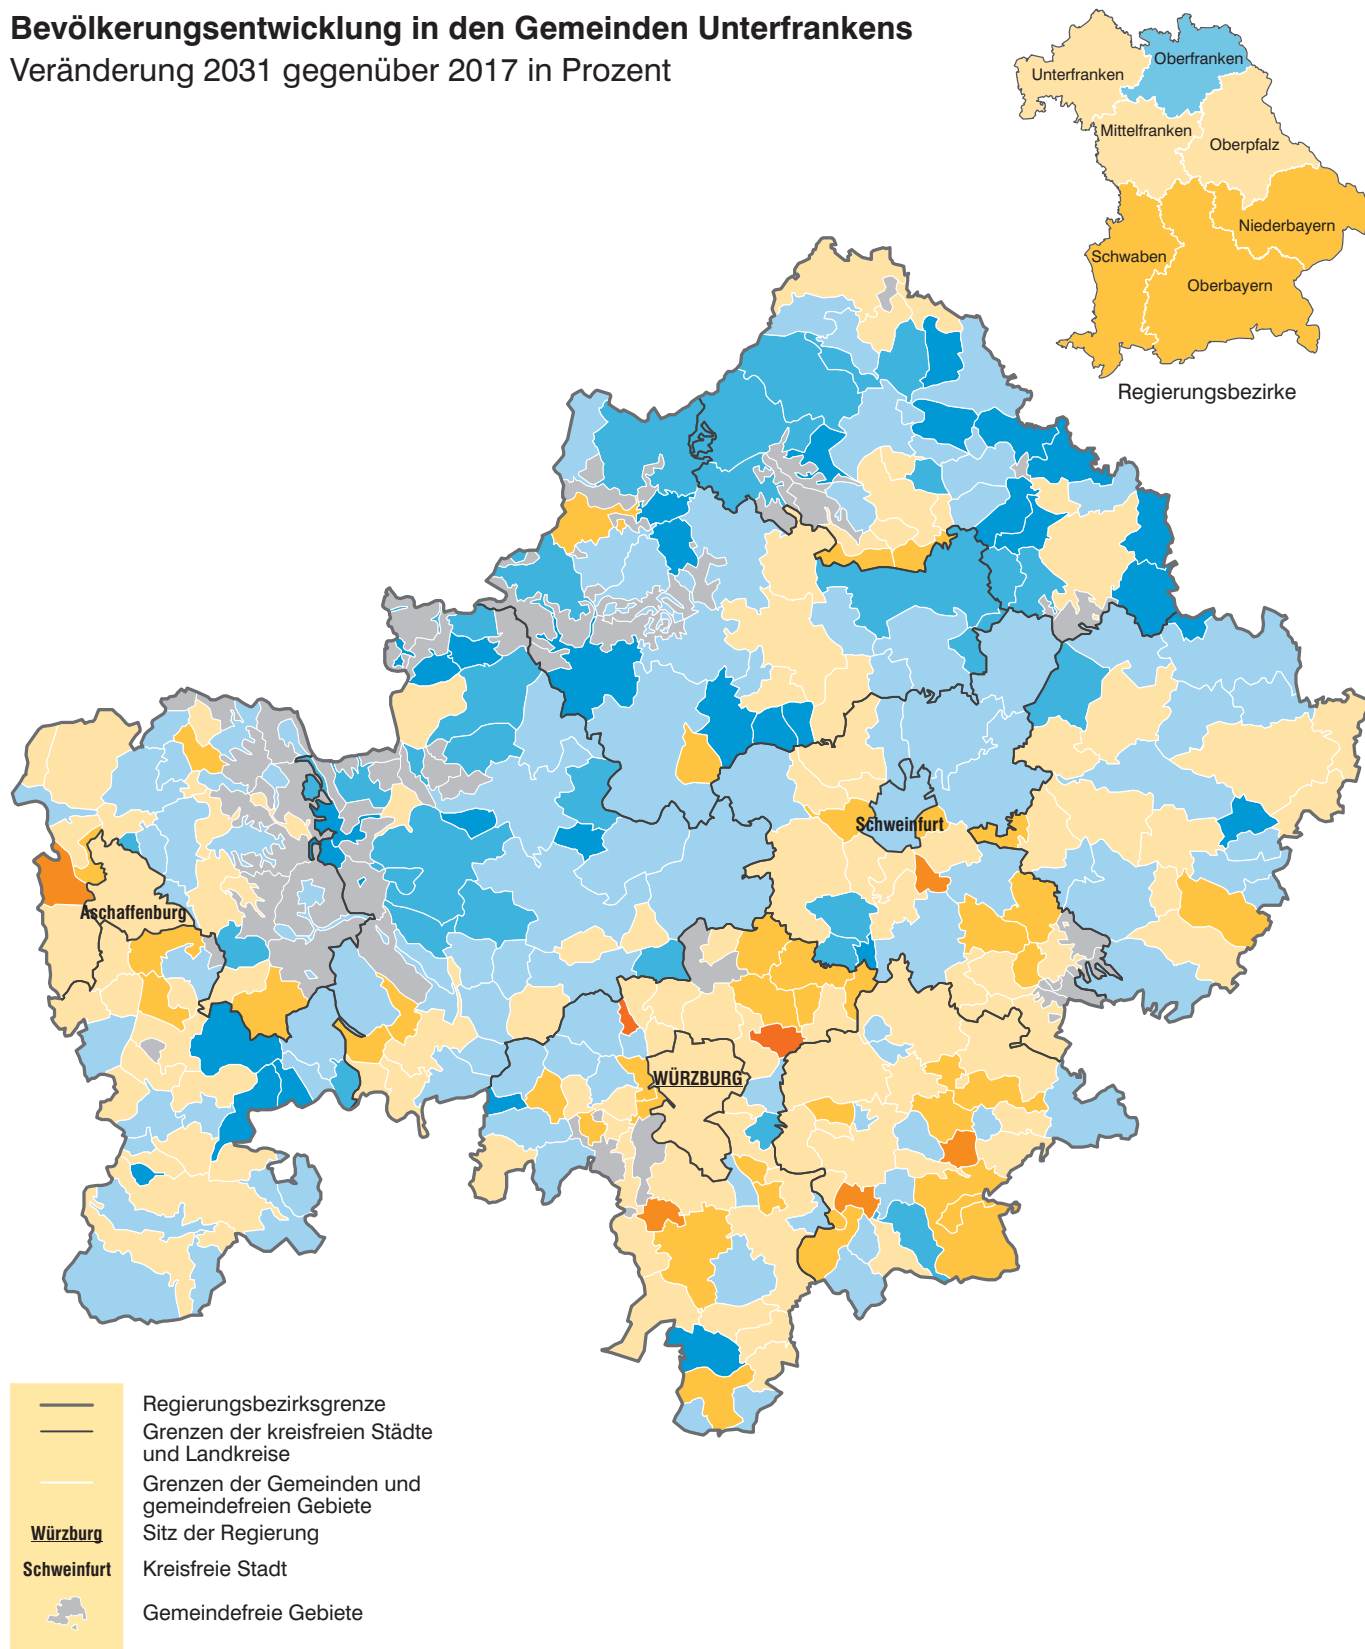 Bevölkerungsentwicklung in den Gemeinden Unterfrankens
Veränderung 2031 gegenüber 2017 in Prozent
Oberfranken
Unterfranken
Mittelfranken
Oberpfalz
Niederbayern
Schwaben
Oberbayern
Regierungsbezirke
Schweinfurt
Aschaffenburg
WÜRZBURG
Regierungsbezirksgrenze
Grenzen der kreisfreien Städte
und Landkreise
Grenzen der Gemeinden und
gemeindefreien Gebiete
Würzburg Sitz der Regierung
Schweinfurt Kreisfreie Stadt
Gemeindefreie Gebiete